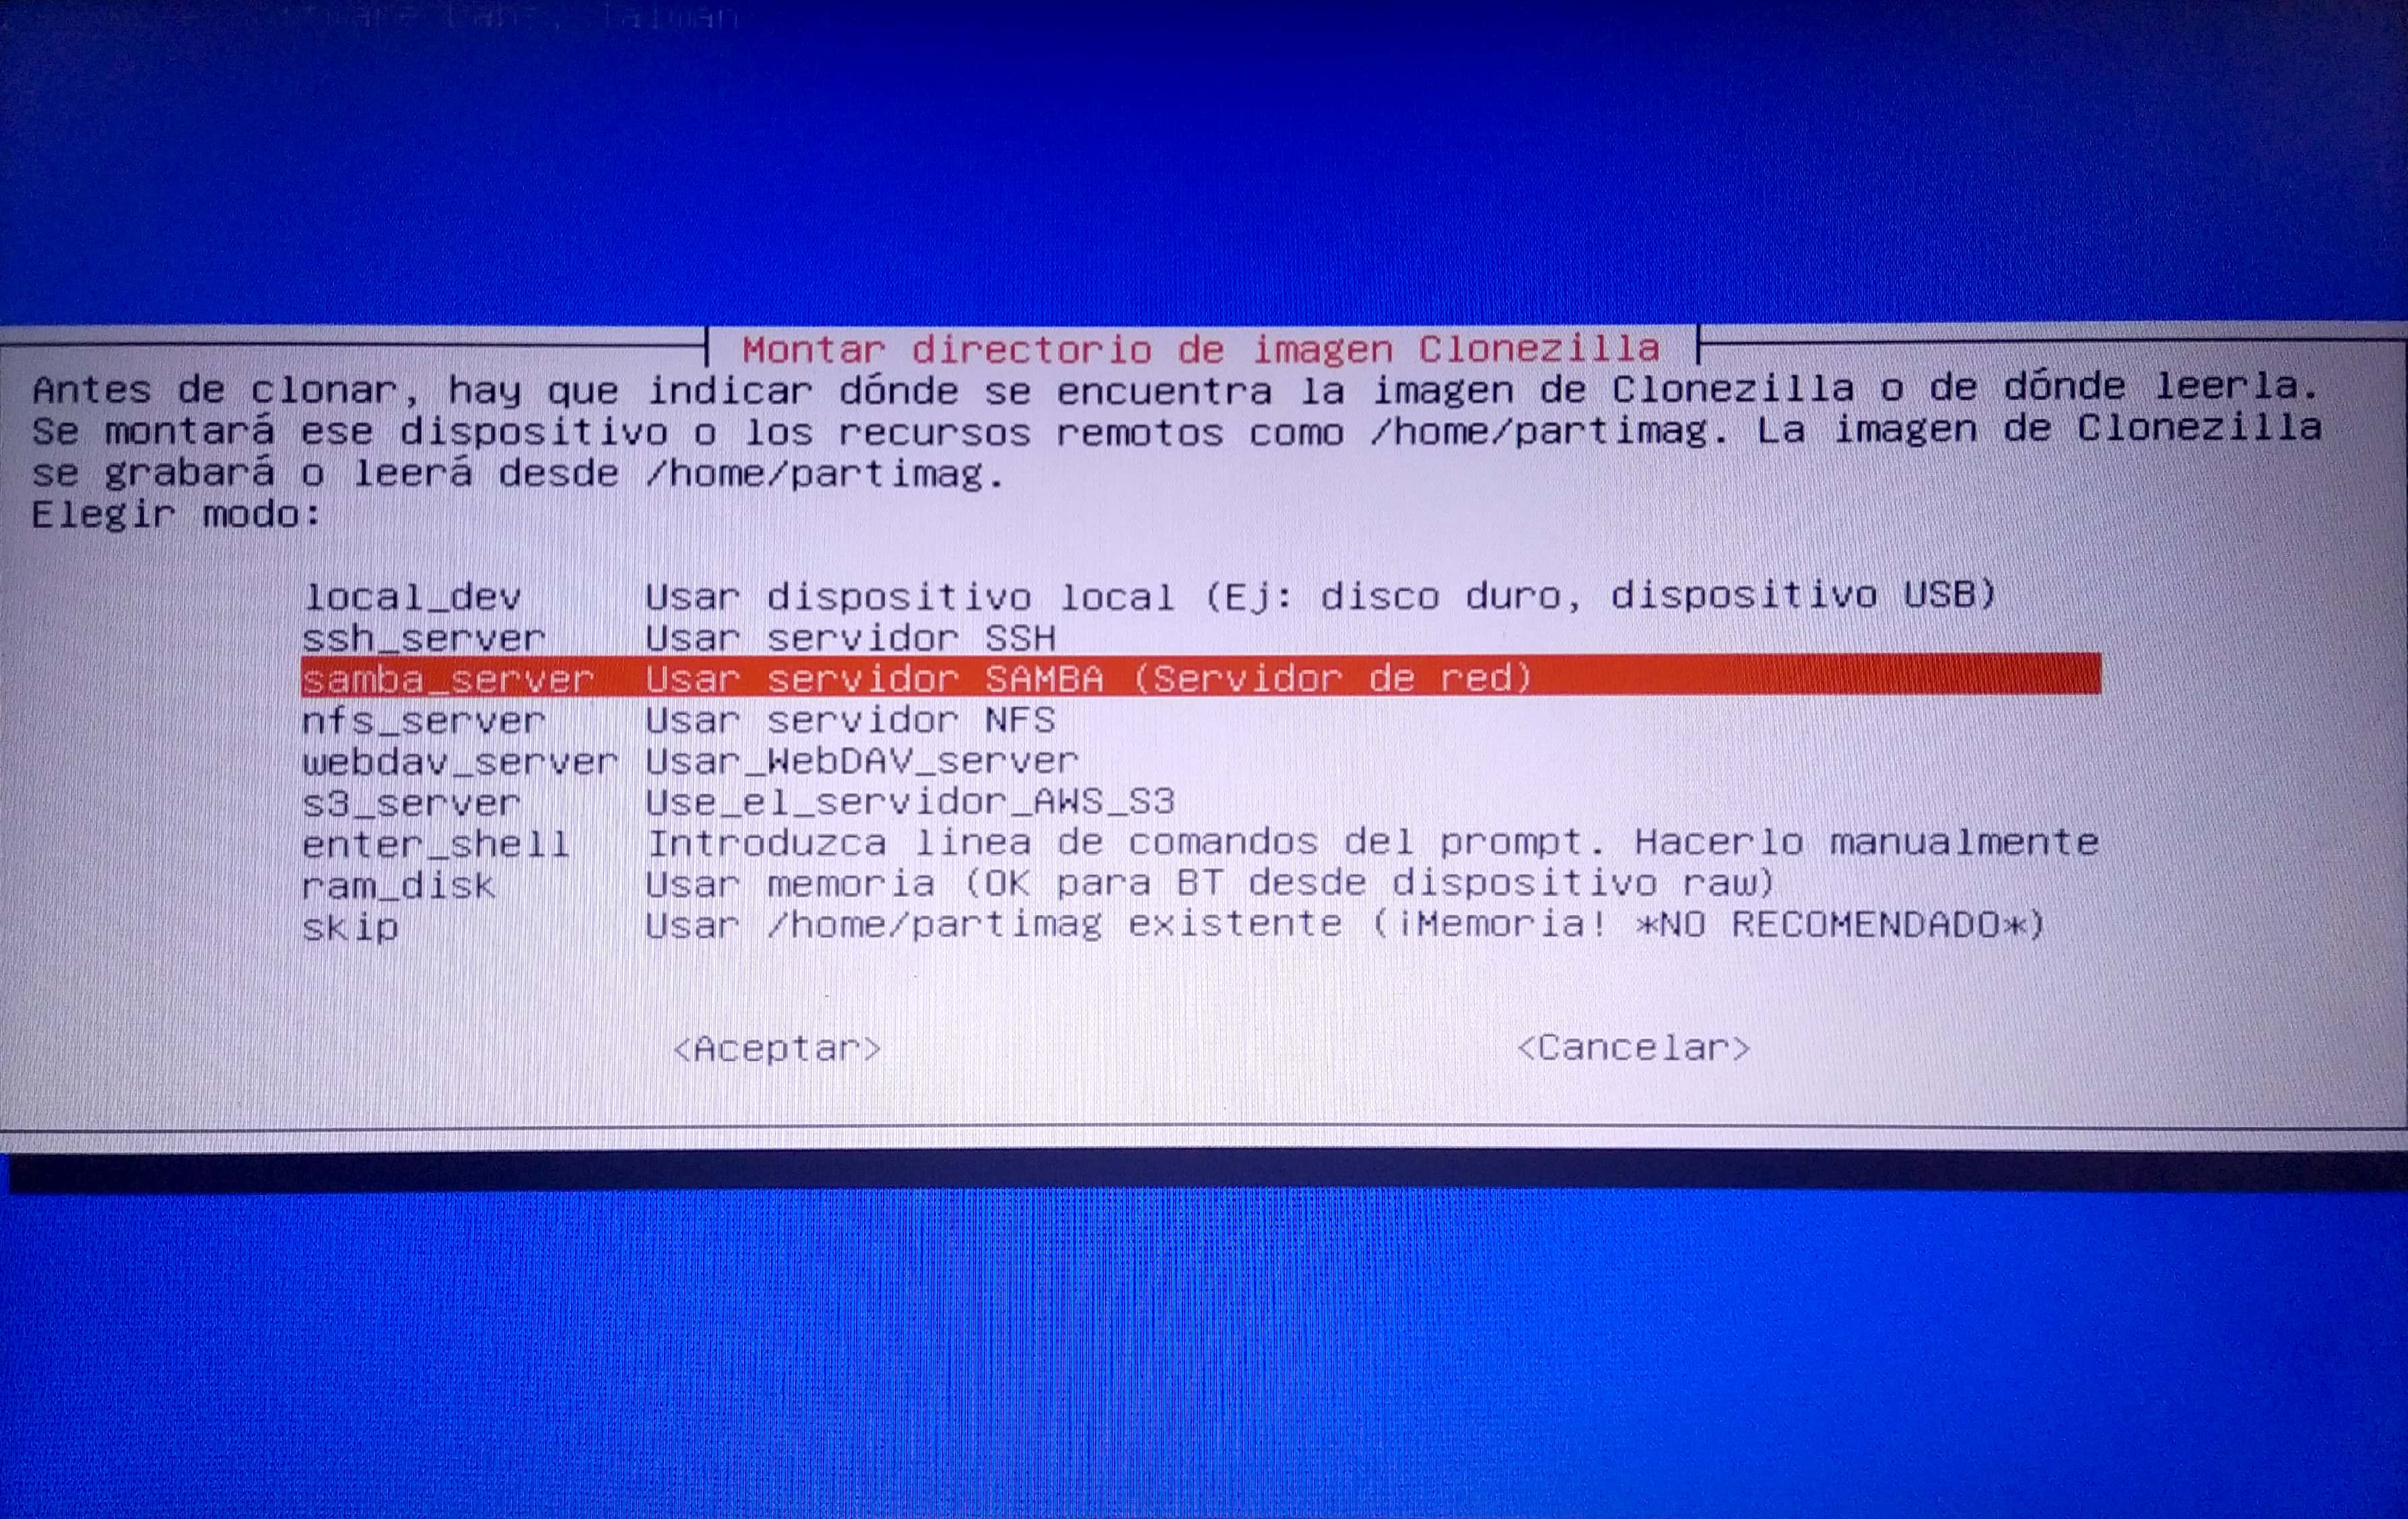 Montar directorio de imagen Clonezilla
Antes de clonar, hay que indicar dónde se encuentra la imagen de Clonezilla o de dónde leerla.
Se montará ese dispositivo o los recursos remotos como /home/partimag. La imagen de Clonezilla
se grabará o leerá desde /home/partimag.
Elegir modo:
local_dev Usar dispositivo local (Ej: disco duro, dispositivo USB)
ssh_server Usar servidor SSH
samba_server Usar servidor SAMBA (Servidor de red)
nfs_server Usar servidor NFS
webdav_server Usar_WebDAV_server
s3_server Use_el_servidor_AWS_S3
enter_shell Introduzca linea de comandos del prompt. Hacerlo manualmente
ram_disk Usar memoria (OK para BT desde dispositivo raw)
skip Usar /home/partimag existente (¡Memoria! *NO RECOMENDADO*)
<Aceptar> <Cancelar>